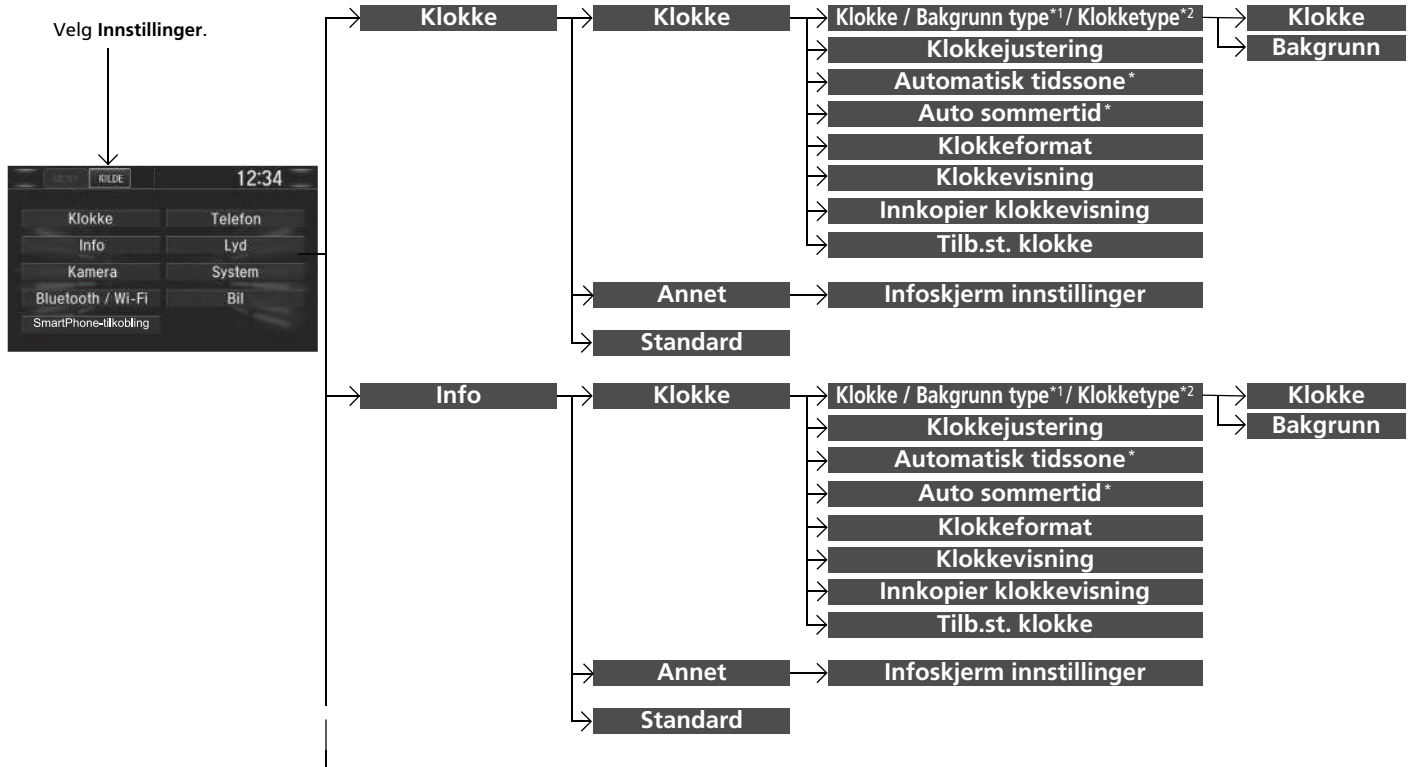 Velg Innstillinger.
KILDE
12:34
Klokke
Telefon
Info
Lyd
Kamera
System
Bluetooth / Wi-Fi
Bil
SmartPhone-tilkobling
Klokke
Klokke
Klokke / Bakgrunn type*1/ Klokketype*2
Klokke
Bakgrunn
Klokkejustering
Automatisk tidssone*
Auto sommertid*
Klokkeformat
Klokkevisning
Innkopier klokkevisning
Tilb.st. klokke
Annet
Infoskjerm innstillinger
Standard
Info
Klokke
Klokke / Bakgrunn type*1/ Klokketype*2
Klokke
Bakgrunn
Klokkejustering
Automatisk tidssone*
Auto sommertid*
Klokkeformat
Klokkevisning
Innkopier klokkevisning
Tilb.st. klokke
Annet
Infoskjerm innstillinger
Standard